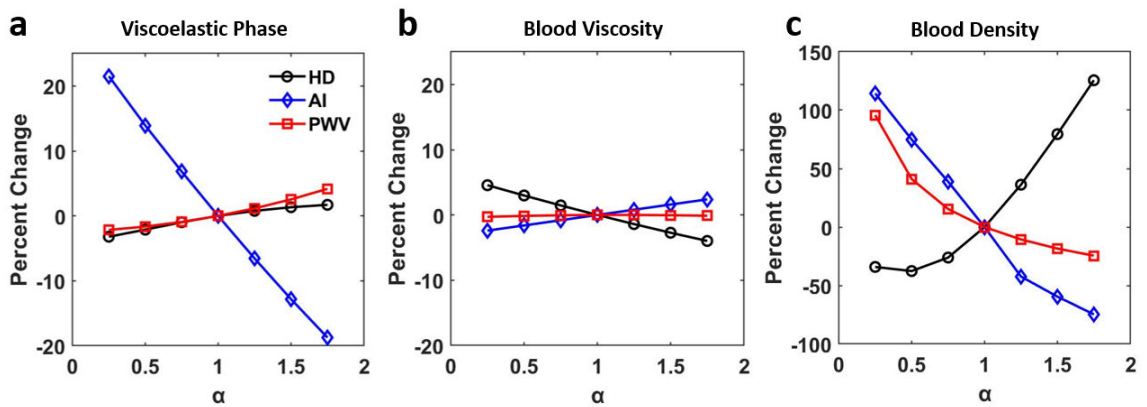 a
Viscoelastic Phase
Percent Change
20
10
0
-10
-20
0
0.5
1
1.5
2
α
HD
AI
PWV
b
Blood Viscosity
Percent Change
20
10
0
-10
-20
0
0.5
1
1.5
2
α
c
Blood Density
Percent Change
150
100
50
0
-50
-100
0
0.5
1
1.5
2
α